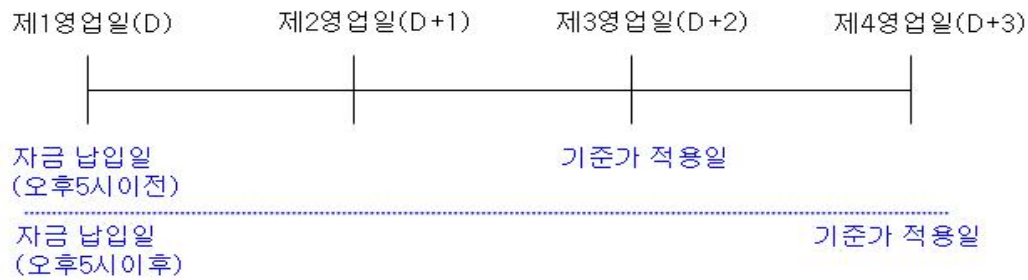 제1영업일(D) 제2영업일(D+1) 제3영업일(D+2) 제4영업일(D+3)
자금 납입일 기준가 적용일
(오후5시이전)
자금 납입일 기준가 적용일
(오후5시이후)